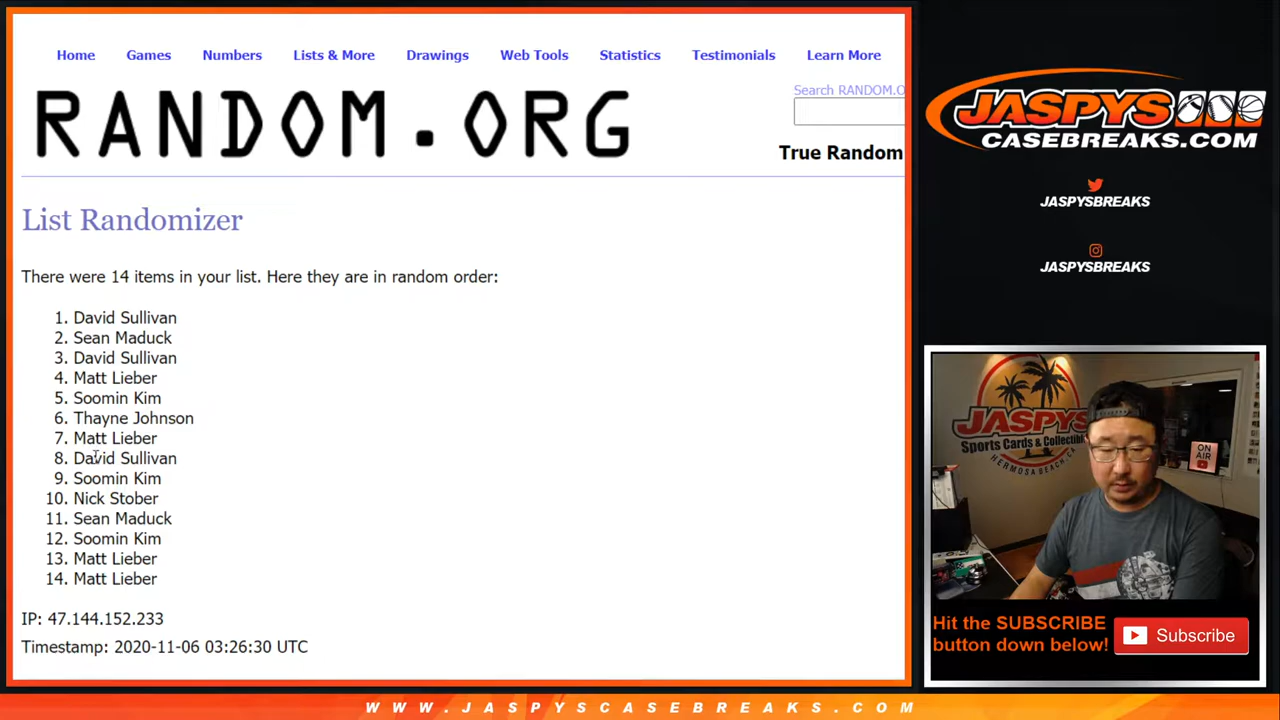 Home Games Numbers Lists & More Drawings Web Tools Statistics Testimonials Learn More
Search RANDOM.O
RANDOM.ORG
True Random
List Randomizer
There were 14 items in your list. Here they are in random order:
1. David Sullivan
2. Sean Maduck
3. David Sullivan
4. Matt Lieber
5. Soomin Kim
6. Thayne Johnson
7. Matt Lieber
8. David Sullivan
9. Soomin Kim
10. Nick Stober
11. Sean Maduck
12. Soomin Kim
13. Matt Lieber
14. Matt Lieber
IP: 47.144.152.233
Timestamp: 2020-11-06 03:26:30 UTC
JASPYS
CASEBREAKS.COM
JASPYSBREAKS
JASPYSBREAKS
JASPYS
Sports Cards & Collectibl
HERMOSA BEACH, CA
ON
AIR
Hit the SUBSCRIBE
button down below!
Subscribe
WWW.JASPYSCASEBREAKS.COM